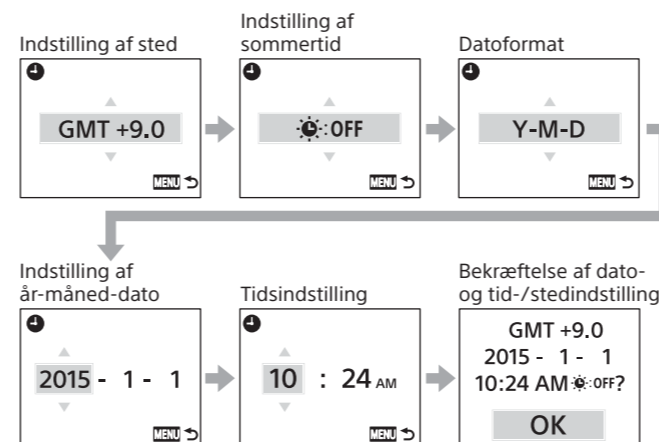 Indstilling af sted
GMT +9.0
MENU
Indstilling af
sommertid
:OFF
MENU
Datoformat
Y-M-D
MENU
Indstilling af
år-måned-dato
2015 - 1 - 1
MENU
Tidsindstilling
10 : 24 AM
MENU
Bekræftelse af dato-
og tid-/stedindstilling
GMT +9.0
2015 - 1 - 1
10:24 AM :OFF?
OK